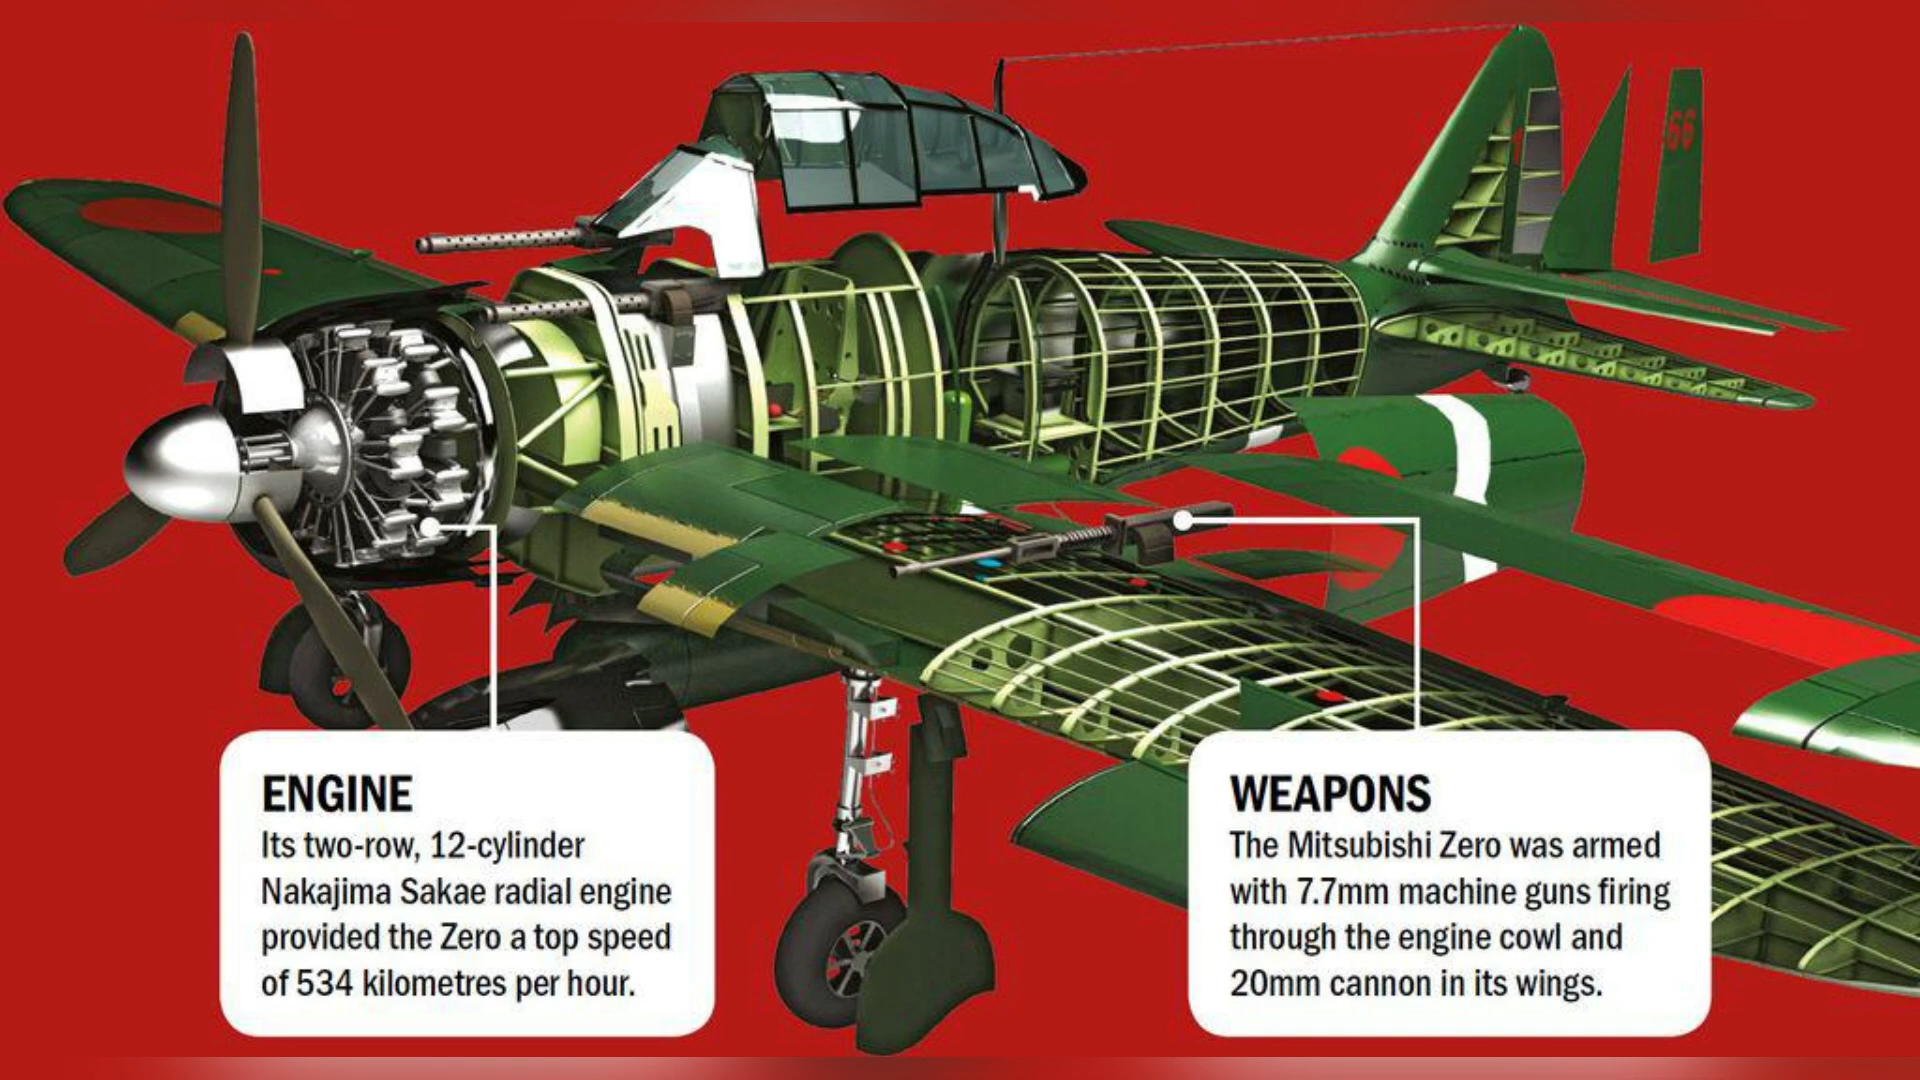 66
ENGINE
Its two-row, 12-cylinder
Nakajima Sakae radial engine
provided the Zero a top speed
of 534 kilometres per hour.
WEAPONS
The Mitsubishi Zero was armed
with 7.7mm machine guns firing
through the engine cowl and
20mm cannon in its wings.